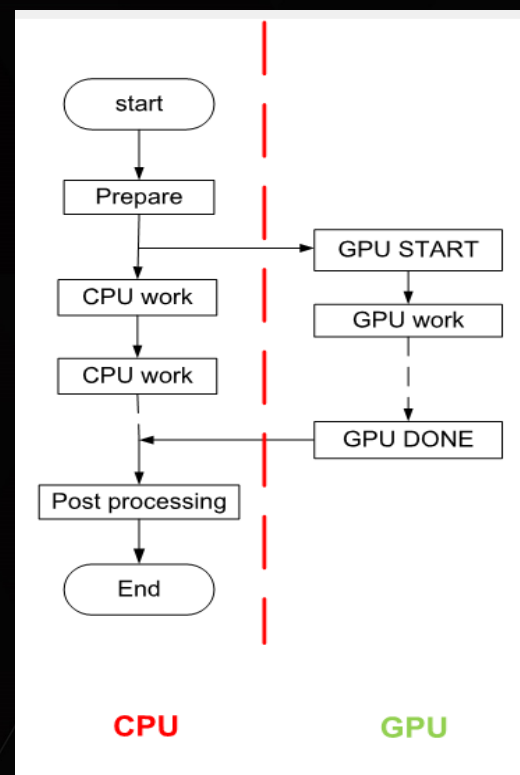 start
Prepare
GPU START
CPU work
GPU work
CPU work
GPU DONE
Post processing
End
CPU
GPU